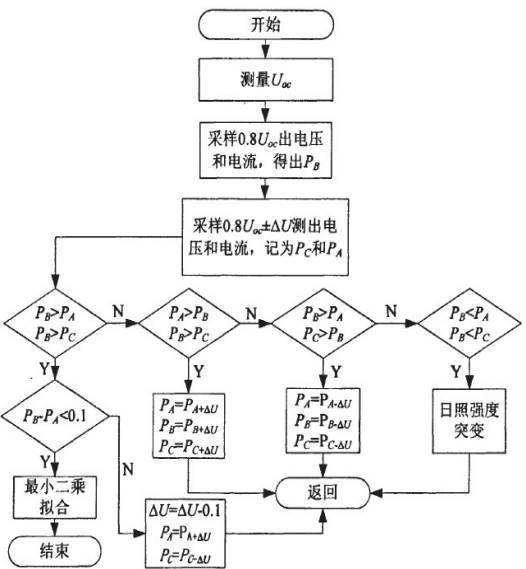 开始
测量Uoc
采样0.8Uoc出电压
和电流，得出PB
采样0.8Uoc±ΔU测出电
压和电流，记为PC和PA
PB>PA
PB>PC
N
PA>PB
PB>PC
N
PB>PA
PC>PB
N
PB<PA
PB<PC
Y
Y
Y
Y
PB-PA<0.1
PA=PA+ΔU
PB=PB+ΔU
PC=PC+ΔU
PA=PA-ΔU
PB=PB-ΔU
PC=PC-ΔU
日照强度
突变
Y
N
最小二乘
拟合
返回
ΔU=ΔU-0.1
PA=PA+ΔU
PC=PC-ΔU
结束